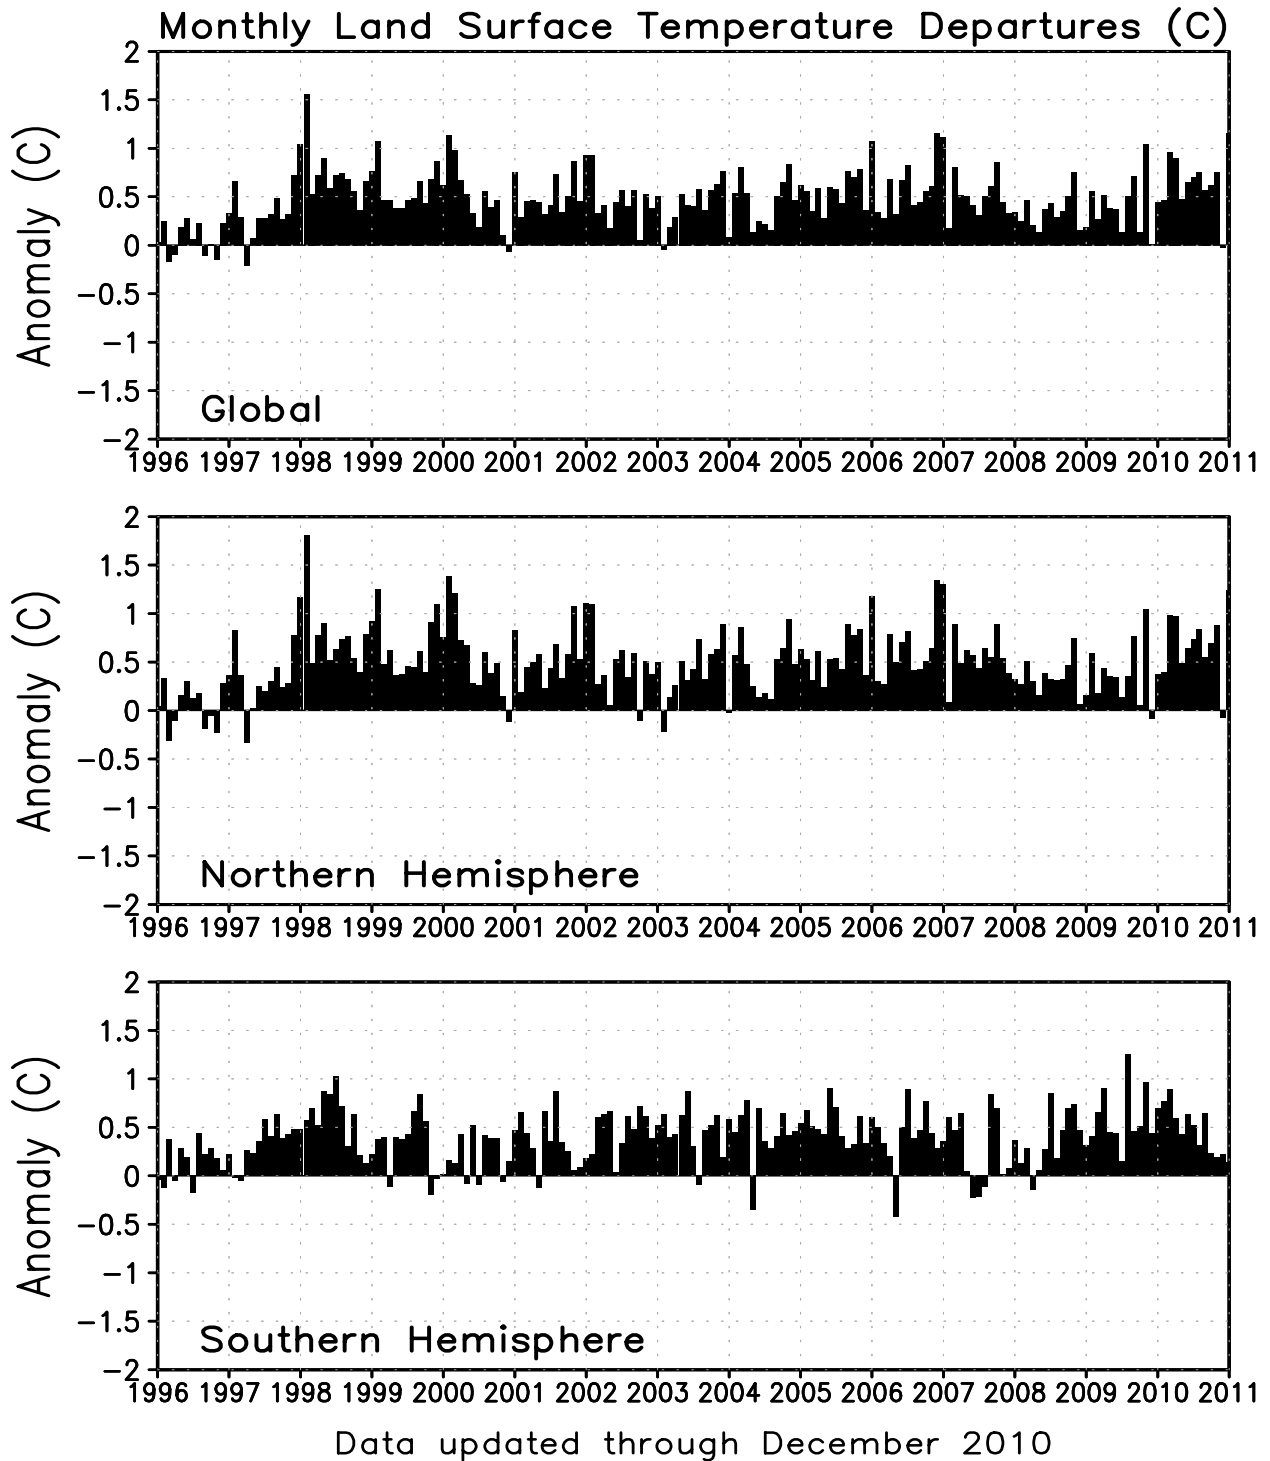 Monthly Land Surface Temperature Departures (C)
2
1.5
1
0.5
0
−0.5
−1
−1.5
−2
Anomaly (C)
Global
1996 1997 1998 1999 2000 2001 2002 2003 2004 2005 2006 2007 2008 2009 2010 2011
2
1.5
1
0.5
0
−0.5
−1
−1.5
−2
Anomaly (C)
Northern Hemisphere
1996 1997 1998 1999 2000 2001 2002 2003 2004 2005 2006 2007 2008 2009 2010 2011
2
1.5
1
0.5
0
−0.5
−1
−1.5
−2
Anomaly (C)
Southern Hemisphere
1996 1997 1998 1999 2000 2001 2002 2003 2004 2005 2006 2007 2008 2009 2010 2011
Data updated through December 2010